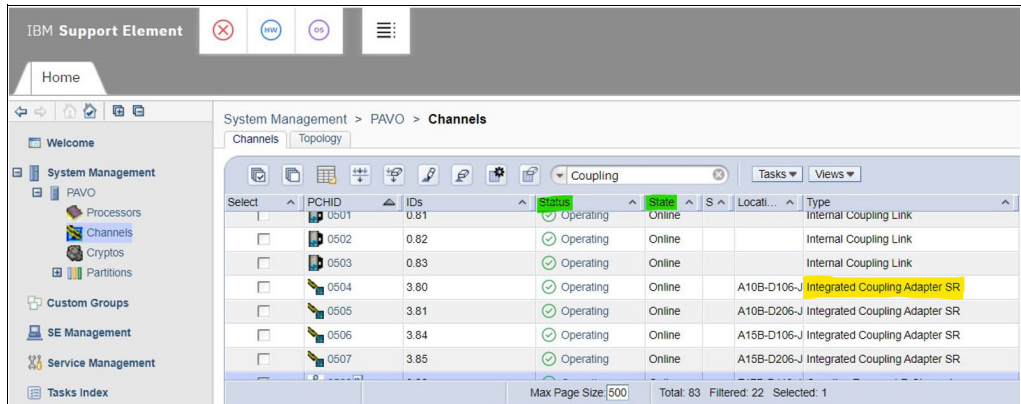 IBM Support Element
HW
OS
Home
System Management > PAVO > Channels
Channels Topology
Welcome
System Management
PAVO
Processors
Channels
Cryptos
Partitions
Custom Groups
SE Management
Service Management
Tasks Index
Coupling
Tasks Views
Select PCHID IDs Status State S Locati... Type
0501 0.81 Operating Online Internal Coupling Link
0502 0.82 Operating Online Internal Coupling Link
0503 0.83 Operating Online Internal Coupling Link
0504 3.80 Operating Online A10B-D106-J Integrated Coupling Adapter SR
0505 3.81 Operating Online A10B-D206-J Integrated Coupling Adapter SR
0506 3.84 Operating Online A15B-D106-J Integrated Coupling Adapter SR
0507 3.85 Operating Online A15B-D206-J Integrated Coupling Adapter SR
Max Page Size: 500 Total: 83 Filtered: 22 Selected: 1